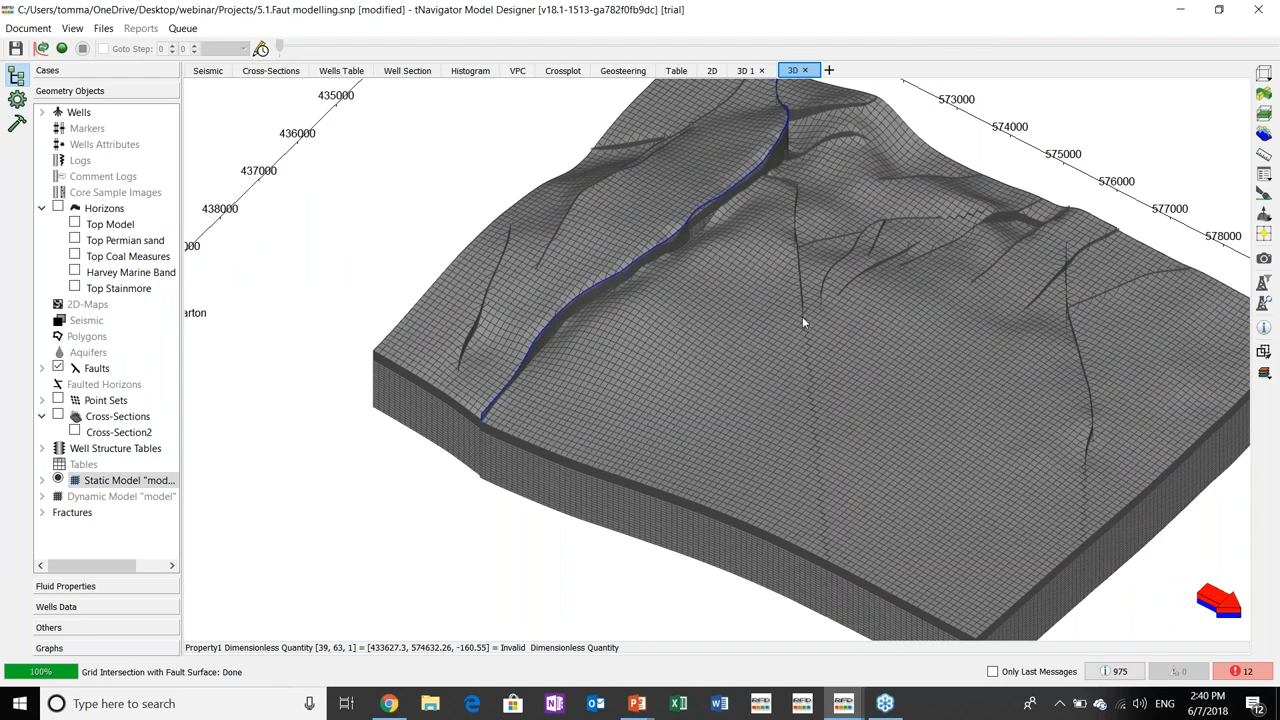 C:/Users/tomma/OneDrive/Desktop/webinar/Projects/5.1.Faut modelling.snp [modified] - tNavigator Model Designer [v18.1-1513-ga782f0fb9dc] [trial]
Document View Files Reports Queue
Goto Step: 0 0
Cases
Geometry Objects
Wells
Markers
Wells Attributes
Logs
Comment Logs
Core Sample Images
Horizons
Top Model
Top Permian sand
Top Coal Measures
Harvey Marine Band
Top Stainmore
2D-Maps
Seismic
Polygons
Aquifers
Faults
Faulted Horizons
Point Sets
Cross-Sections
Cross-Section2
Well Structure Tables
Tables
Static Model "mod...
Dynamic Model "model"
Fractures
Fluid Properties
Wells Data
Others
Graphs
Seismic Cross-Sections Wells Table Well Section Histogram VPC Crossplot Geosteering Table 2D 3D 1 × 3D × +
435000
436000
437000
438000
000
arton
573000
574000
575000
576000
577000
578000
Property1 Dimensionless Quantity [39, 63, 1] = [433627.3, 574632.26, -160.55] = Invalid Dimensionless Quantity
100% Grid Intersection with Fault Surface: Done
Only Last Messages 975 0 12
Type here to search
ENG
2:40 PM
6/7/2018
12